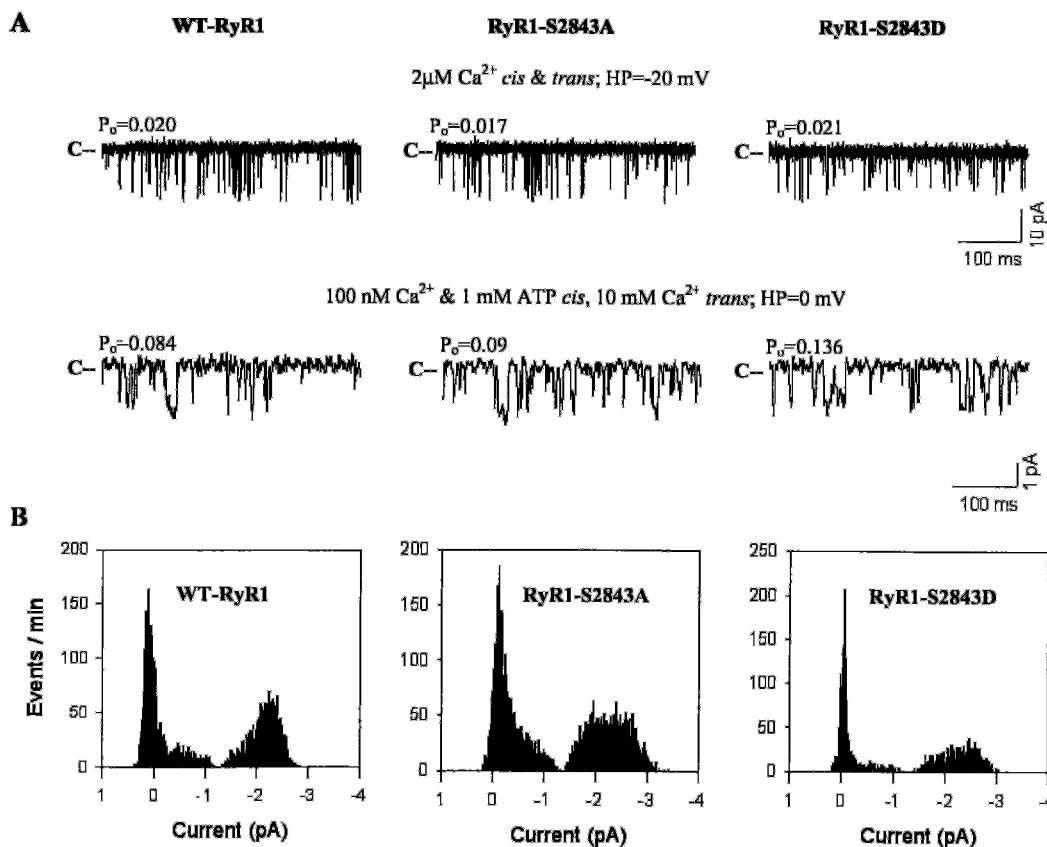 A
WT-RyR1 RyR1-S2843A RyR1-S2843D
2μM Ca2+ cis & trans; HP=-20 mV
Po=0.020 Po=0.017 Po=0.021
C-- C-- C--
10 pA
100 ms
100 nM Ca2+ & 1 mM ATP cis, 10 mM Ca2+ trans; HP=0 mV
Po=0.084 Po=0.09 Po=0.136
C-- C-- C--
1 pA
100 ms
B
Events / min
200
150
100
50
0
WT-RyR1
1 0 -1 -2 -3 -4
Current (pA)
200
150
100
50
0
RyR1-S2843A
1 0 -1 -2 -3 -4
Current (pA)
250
200
150
100
50
0
RyR1-S2843D
1 0 -1 -2 -3 -4
Current (pA)